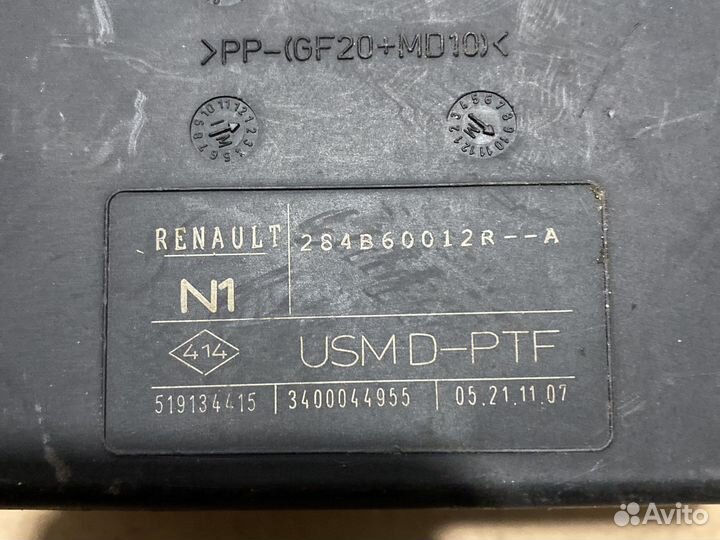 >PP-(GF20+MD10)<
RENAULT 284B60012R--A
N1
414 USM D-PTF
519134415 3400044955 05.21.11.07
Avito